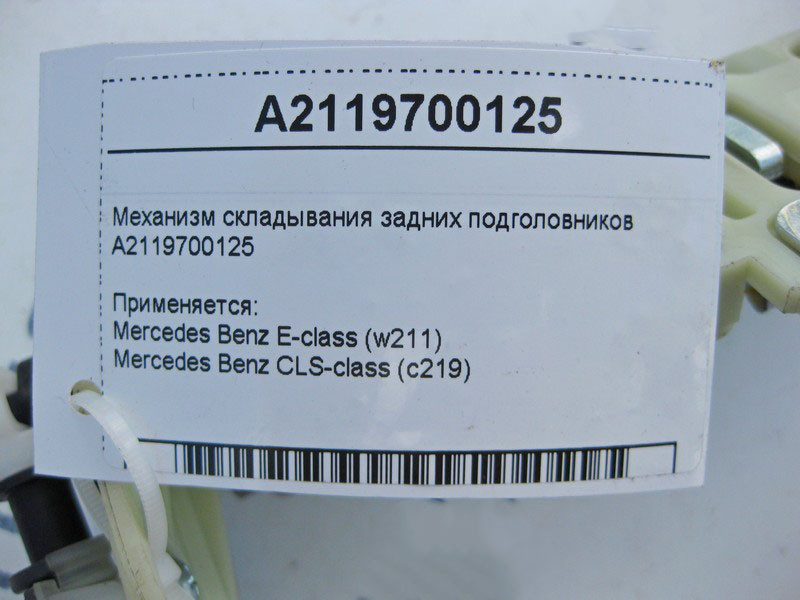 A2119700125
Механизм складывания задних подголовников
A2119700125
Применяется:
Mercedes Benz E-class (w211)
Mercedes Benz CLS-class (c219)